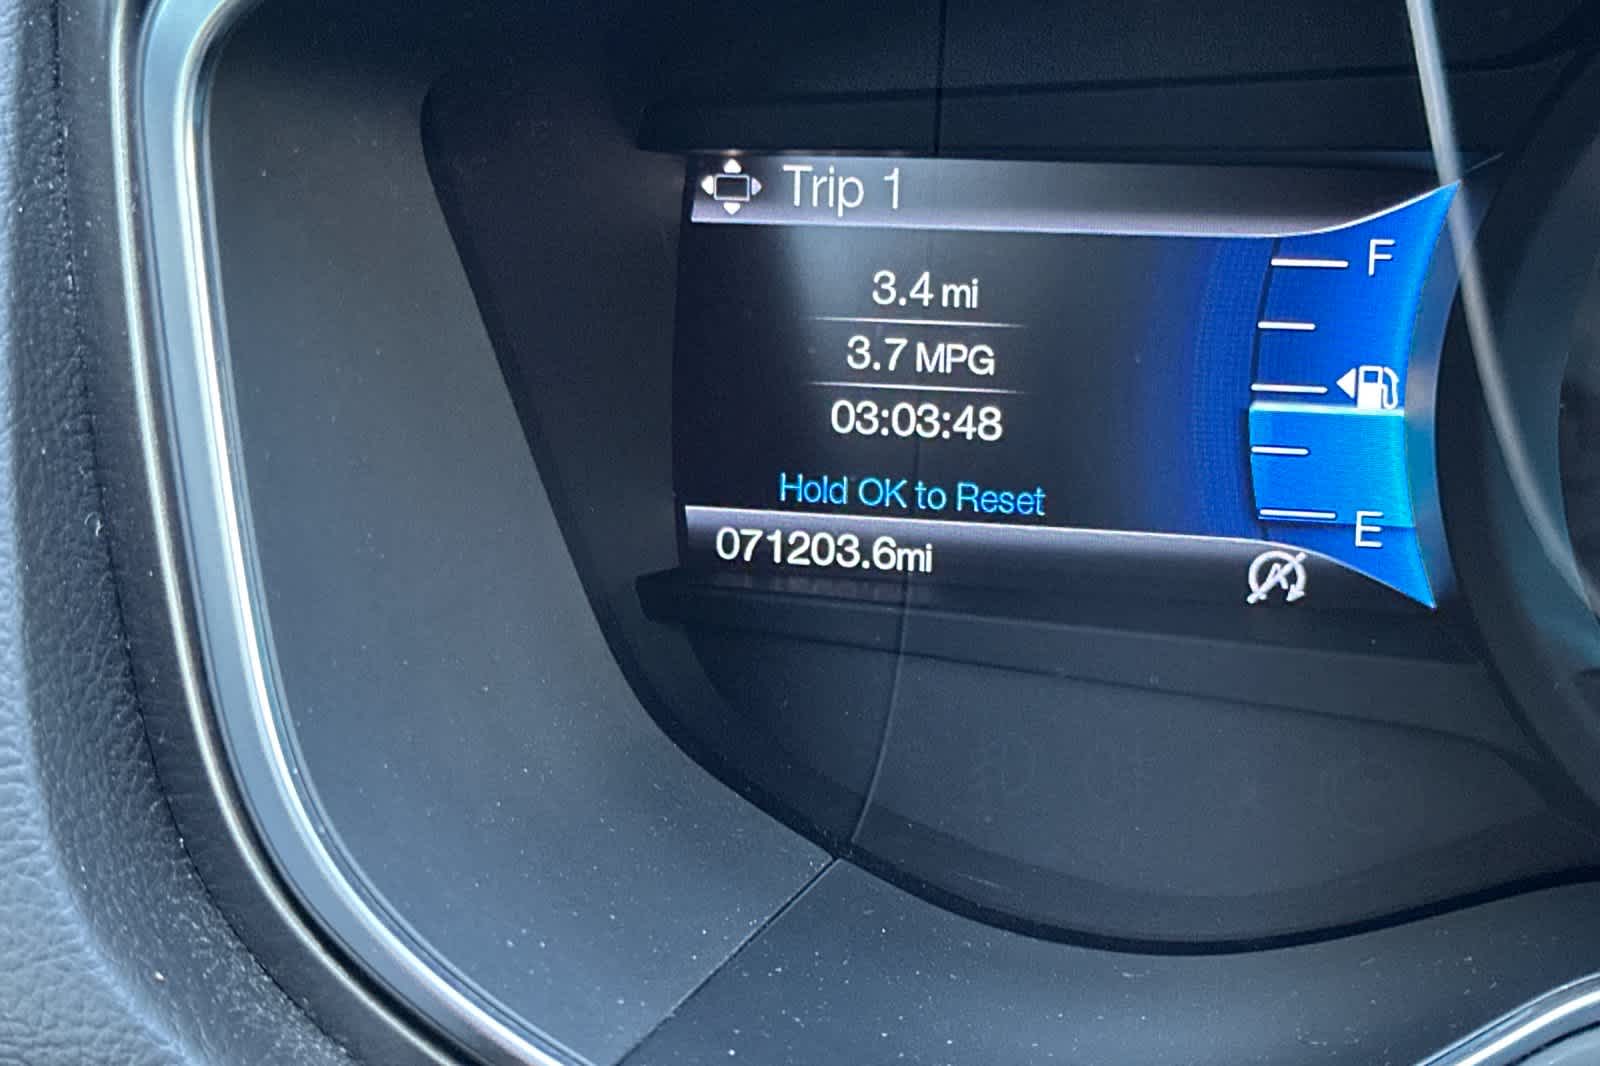 Trip 1
F
3.4 mi
3.7 MPG
03:03:48
Hold OK to Reset
E
071203.6mi
A